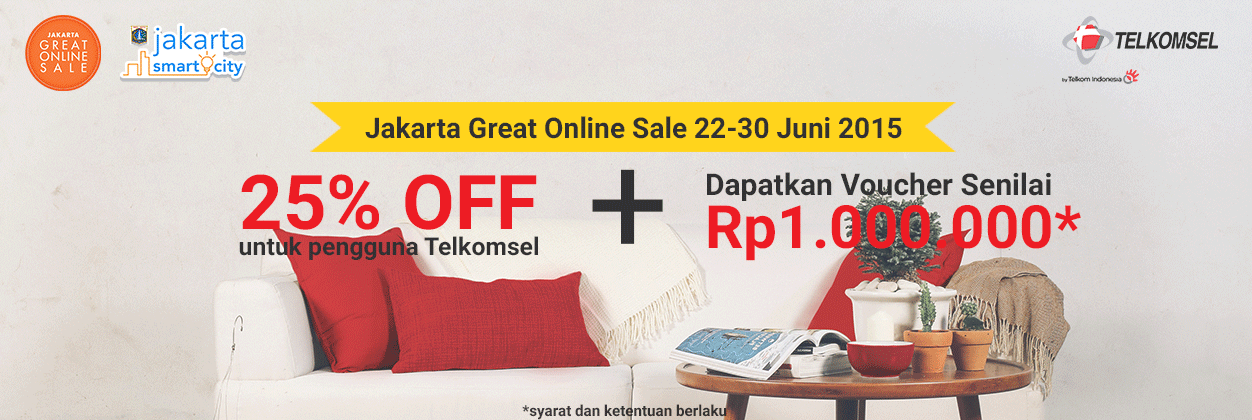 JAKARTA
GREAT
ONLINE
SALE
jakarta
smart city
TELKOMSEL
by Telkom Indonesia
Jakarta Great Online Sale 22-30 Juni 2015
25% OFF
untuk pengguna Telkomsel
+
Dapatkan Voucher Senilai
Rp1.000.000*
*syarat dan ketentuan berlaku